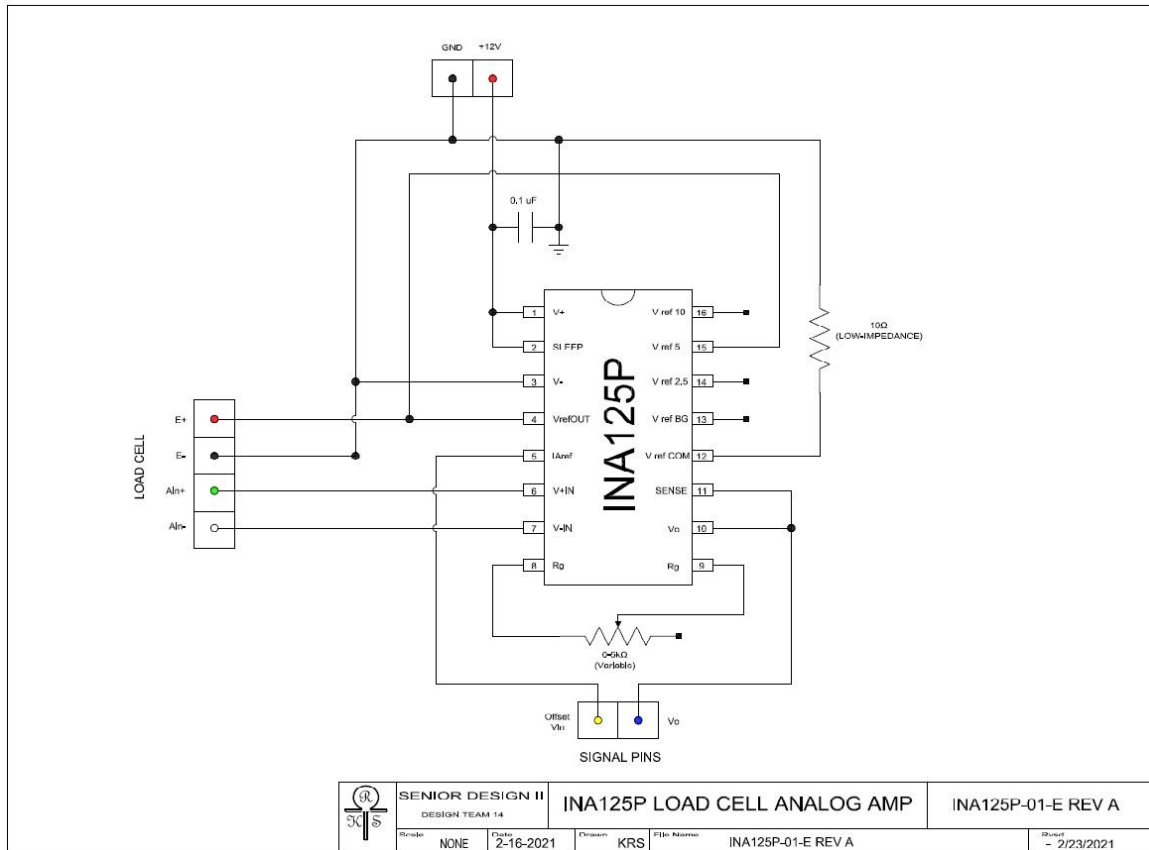 GND +12V
0.1 uF
1 V+ V ref 10 16
2 SLEEP V ref 5 15
3 V- V ref 2.5 14
4 VrefOUT V ref BG 13
5 IAref V ref COM 12
6 V+IN SENSE 11
7 V-IN Vo 10
8 Rg Rg 9
INA125P
10Ω
(LOW-IMPEDANCE)
LOAD CELL
E+
E-
AIn+
AIn-
0-5kΩ
(Variable)
Offset
VIn
Vo
SIGNAL PINS
R
K S
SENIOR DESIGN II
DESIGN TEAM 14
INA125P LOAD CELL ANALOG AMP
INA125P-01-E REV A
Scale NONE
Date 2-16-2021
Drawn KRS
File Name INA125P-01-E REV A
Rvsd - 2/23/2021